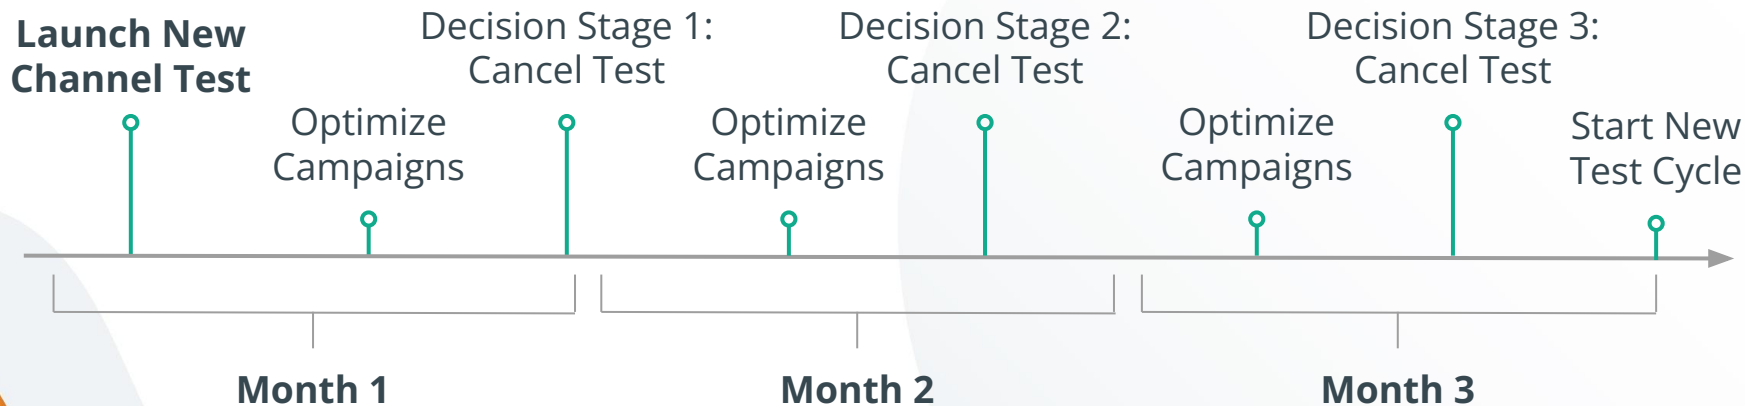 Launch New
Channel Test
Optimize
Campaigns
Decision Stage 1:
Cancel Test
Optimize
Campaigns
Decision Stage 2:
Cancel Test
Optimize
Campaigns
Decision Stage 3:
Cancel Test
Start New
Test Cycle
Month 1
Month 2
Month 3